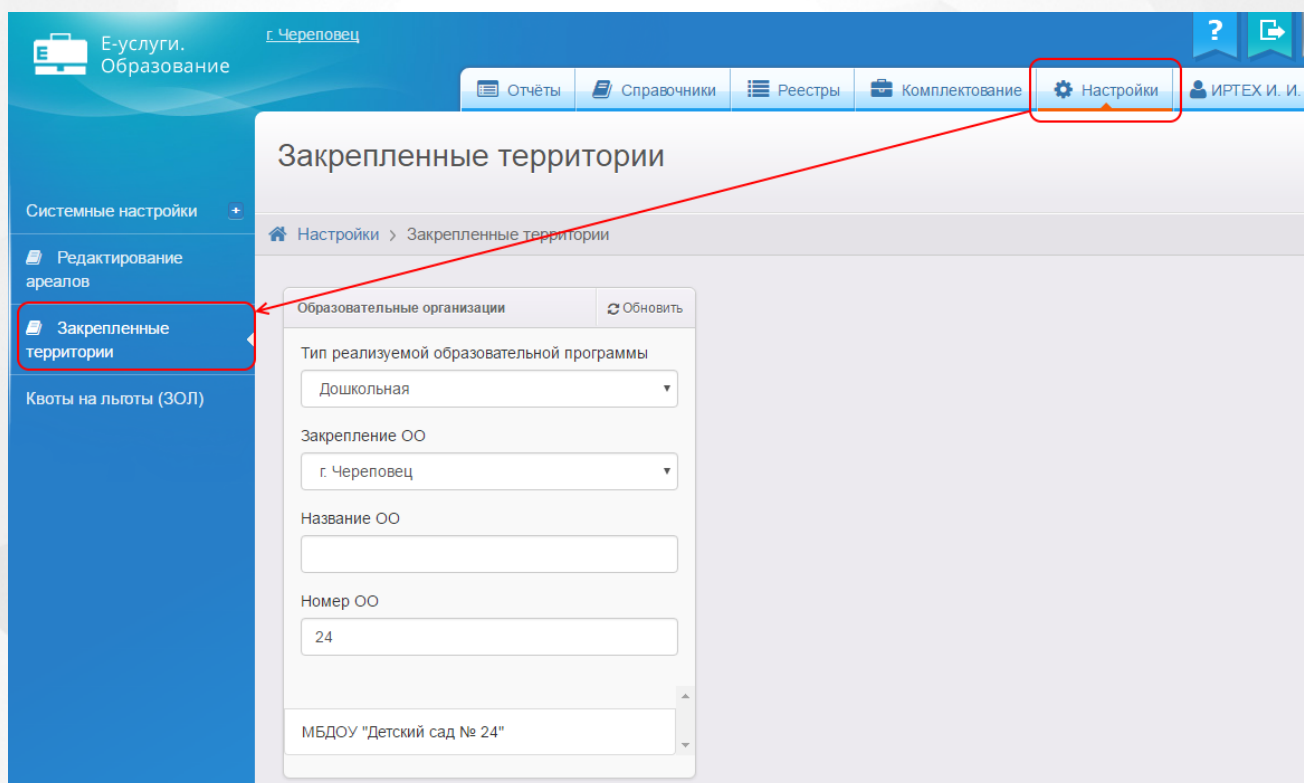 Е-услуги.
Образование
г. Череповец
?
Отчёты
Справочники
Реестры
Комплектование
Настройки
ИРТЕХ И. И.
Закрепленные территории
Системные настройки
+
Редактирование
ареалов
Закрепленные
территории
Квоты на льготы (ЗОЛ)
Настройки > Закрепленные территории
Образовательные организации
Обновить
Тип реализуемой образовательной программы
Дошкольная
Закрепление ОО
г. Череповец
Название ОО
Номер ОО
24
МБДОУ "Детский сад № 24"